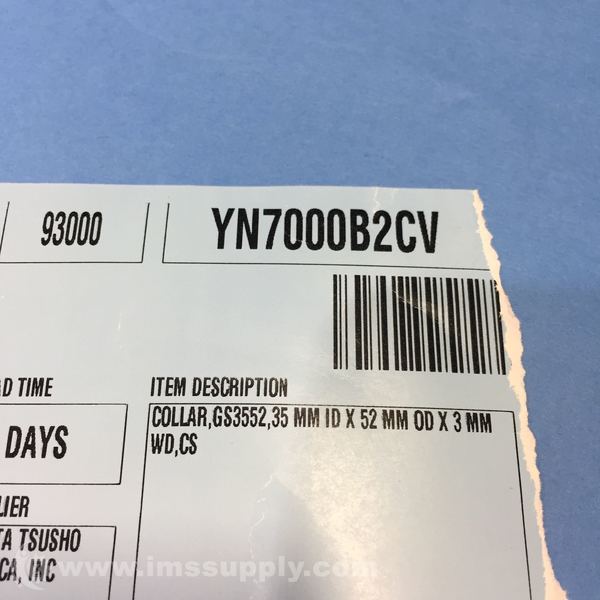 93000
YN7000B2CV
AD TIME
ITEM DESCRIPTION
DAYS
COLLAR,GS3552,35 MM ID X 52 MM OD X 3 MM
WD,CS
LIER
TA TSUSHO
CA, INC
www.imssupply.com